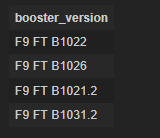 booster_version
F9 FT B1022
F9 FT B1026
F9 FT B1021.2
F9 FT B1031.2